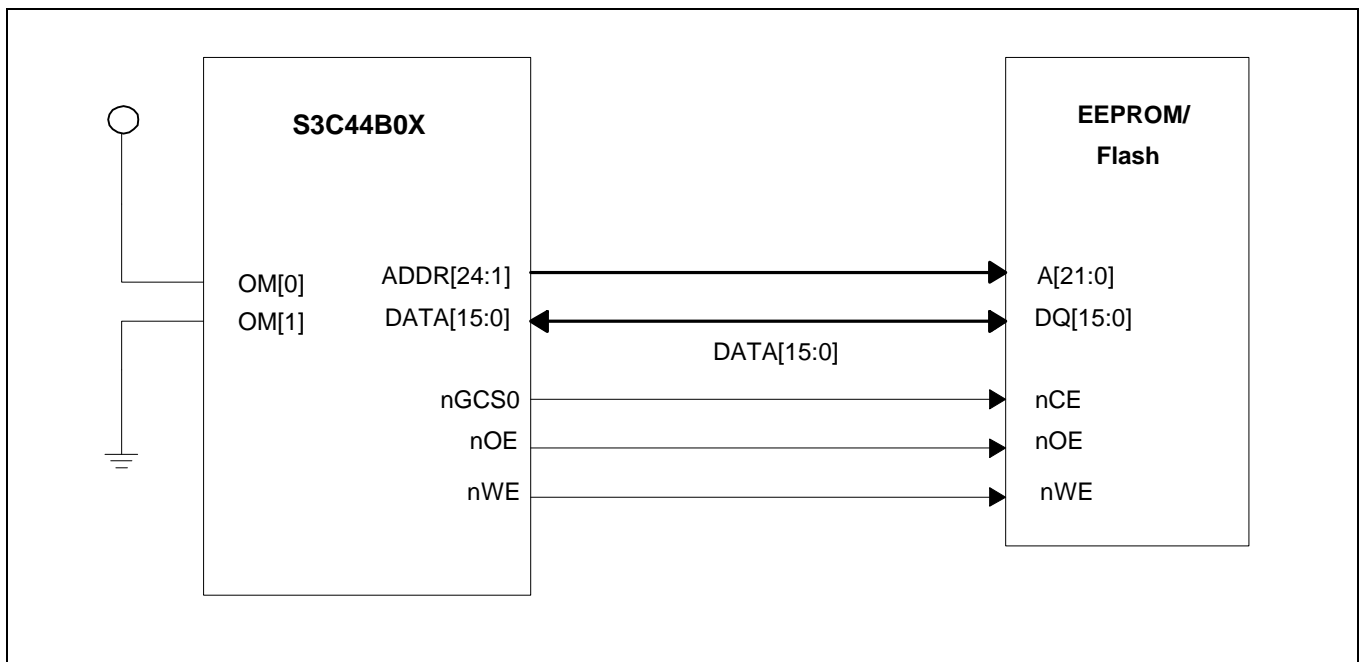 S3C44B0X
EEPROM/
Flash
OM[0]
ADDR[24:1]
A[21:0]
OM[1]
DATA[15:0]
DQ[15:0]
DATA[15:0]
nGCS0
nCE
nOE
nOE
nWE
nWE